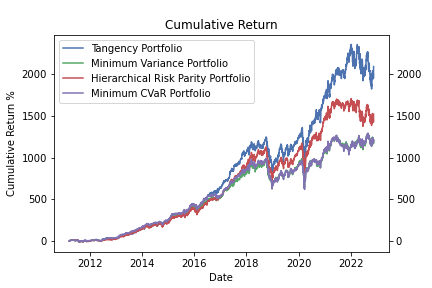 Cumulative Return
Tangency Portfolio
Minimum Variance Portfolio
Hierarchical Risk Parity Portfolio
Minimum CVaR Portfolio
Cumulative Return %
2000 2000
1500 1500
1000 1000
500 500
0 0
2012 2014 2016 2018 2020 2022
Date